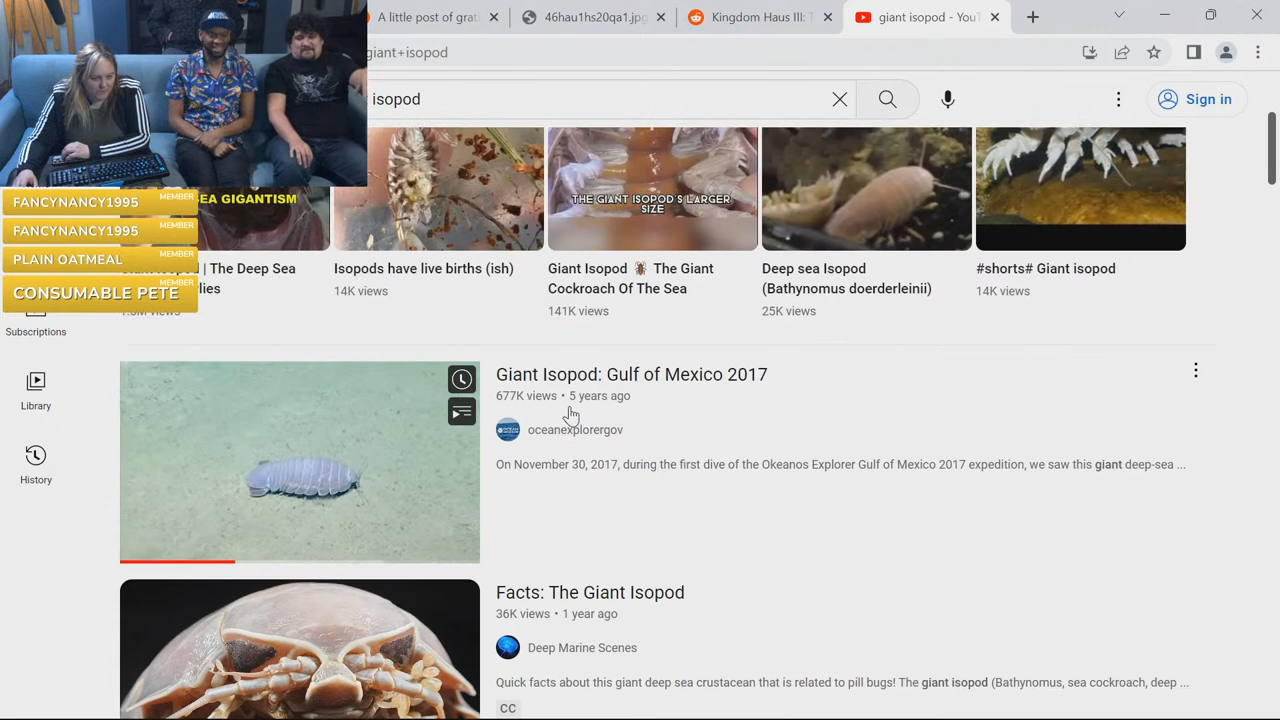 A little post of grat
46hau1hs20qa1.jpg
Kingdom Haus III: T
giant isopod - YouT
giant+isopod
isopod
Sign in
SEA GIGANTISM
THE GIANT ISOPOD'S LARGER
SIZE
FANCYNANCY1995
MEMBER
FANCYNANCY1995
MEMBER
PLAIN OATMEAL
MEMBER
CONSUMABLE PETE
MEMBER
Giant Isopod | The Deep Sea
lies
Isopods have live births (ish)
14K views
Giant Isopod 🪳 The Giant
Cockroach Of The Sea
141K views
Deep sea Isopod
(Bathynomus doerderleinii)
25K views
#shorts# Giant isopod
14K views
Subscriptions
Library
History
Giant Isopod: Gulf of Mexico 2017
677K views • 5 years ago
oceanexplorergov
On November 30, 2017, during the first dive of the Okeanos Explorer Gulf of Mexico 2017 expedition, we saw this giant deep-sea ...
Facts: The Giant Isopod
36K views • 1 year ago
Deep Marine Scenes
Quick facts about this giant deep sea crustacean that is related to pill bugs! The giant isopod (Bathynomus, sea cockroach, deep ...
CC